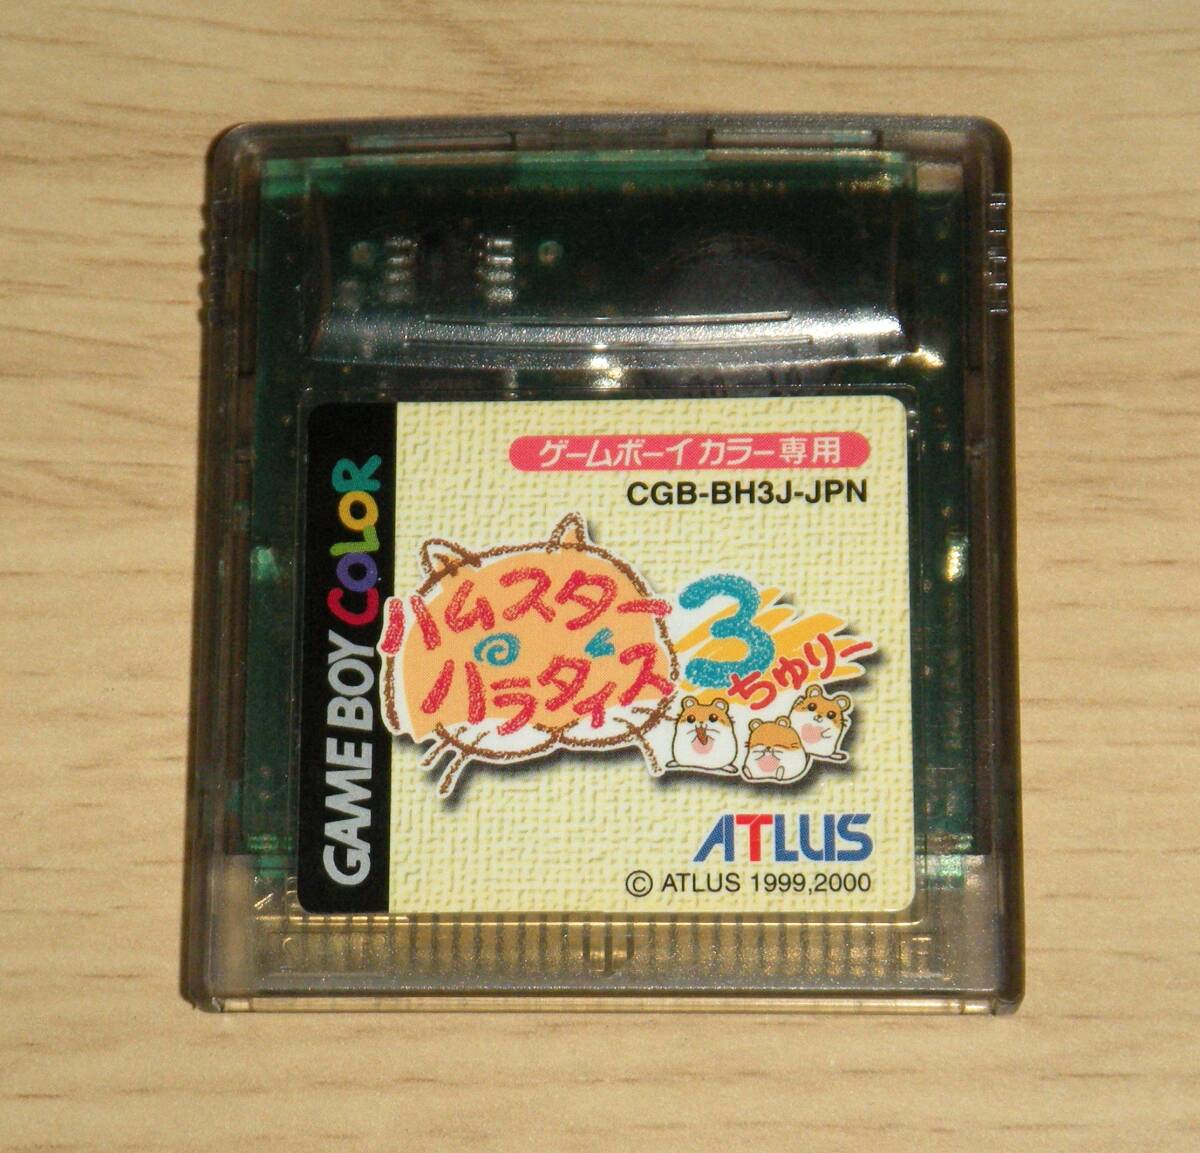 GAME BOY COLOR
ゲームボーイカラー専用
CGB-BH3J-JPN
ハムスター
パラダイス
3
ちゅりー
ATLUS
© ATLUS 1999,2000